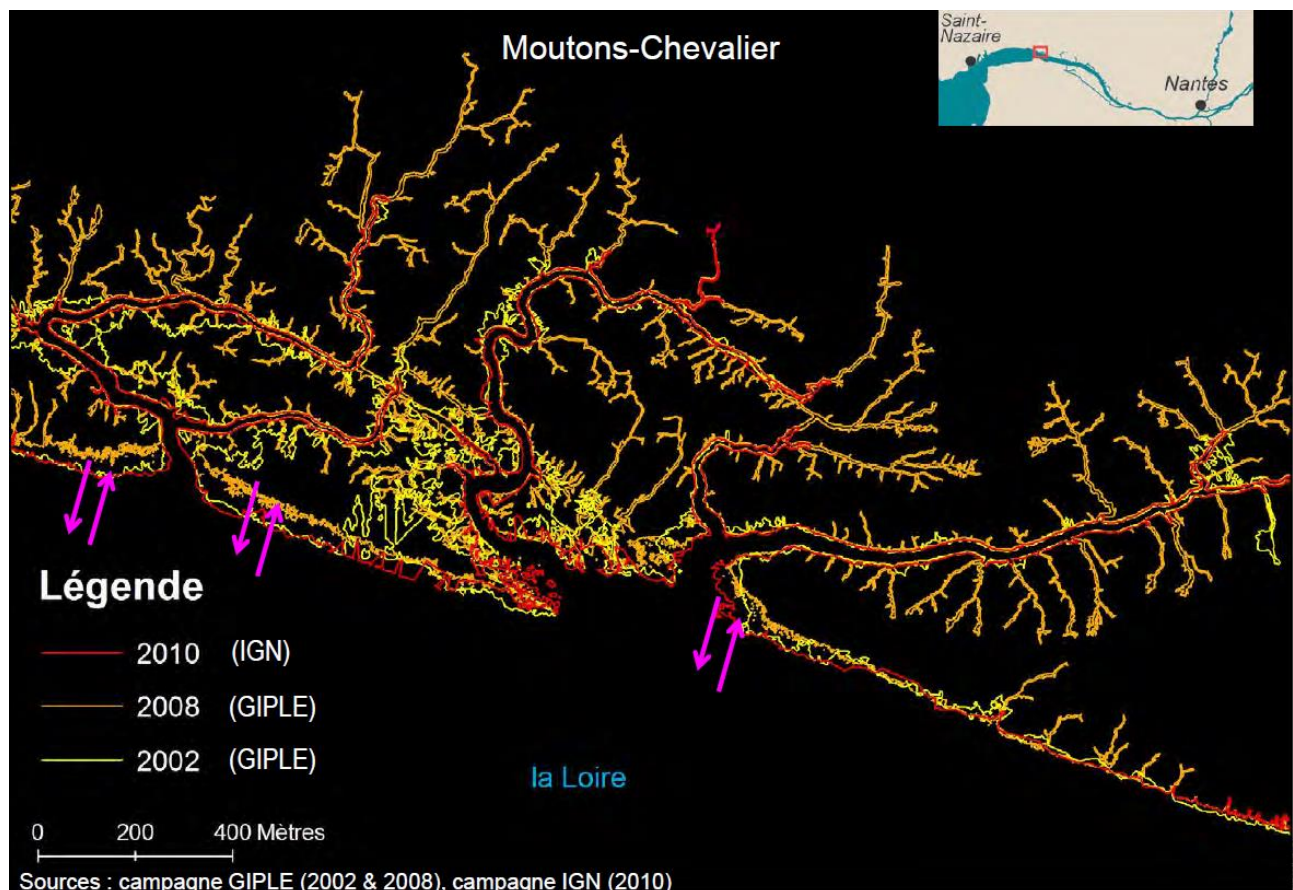 Moutons-Chevalier
Saint-
Nazaire
Nantes
Légende
2010 (IGN)
2008 (GIPLE)
2002 (GIPLE)
la Loire
0 200 400 Mètres
Sources : campagne GIPLE (2002 & 2008), campagne IGN (2010)